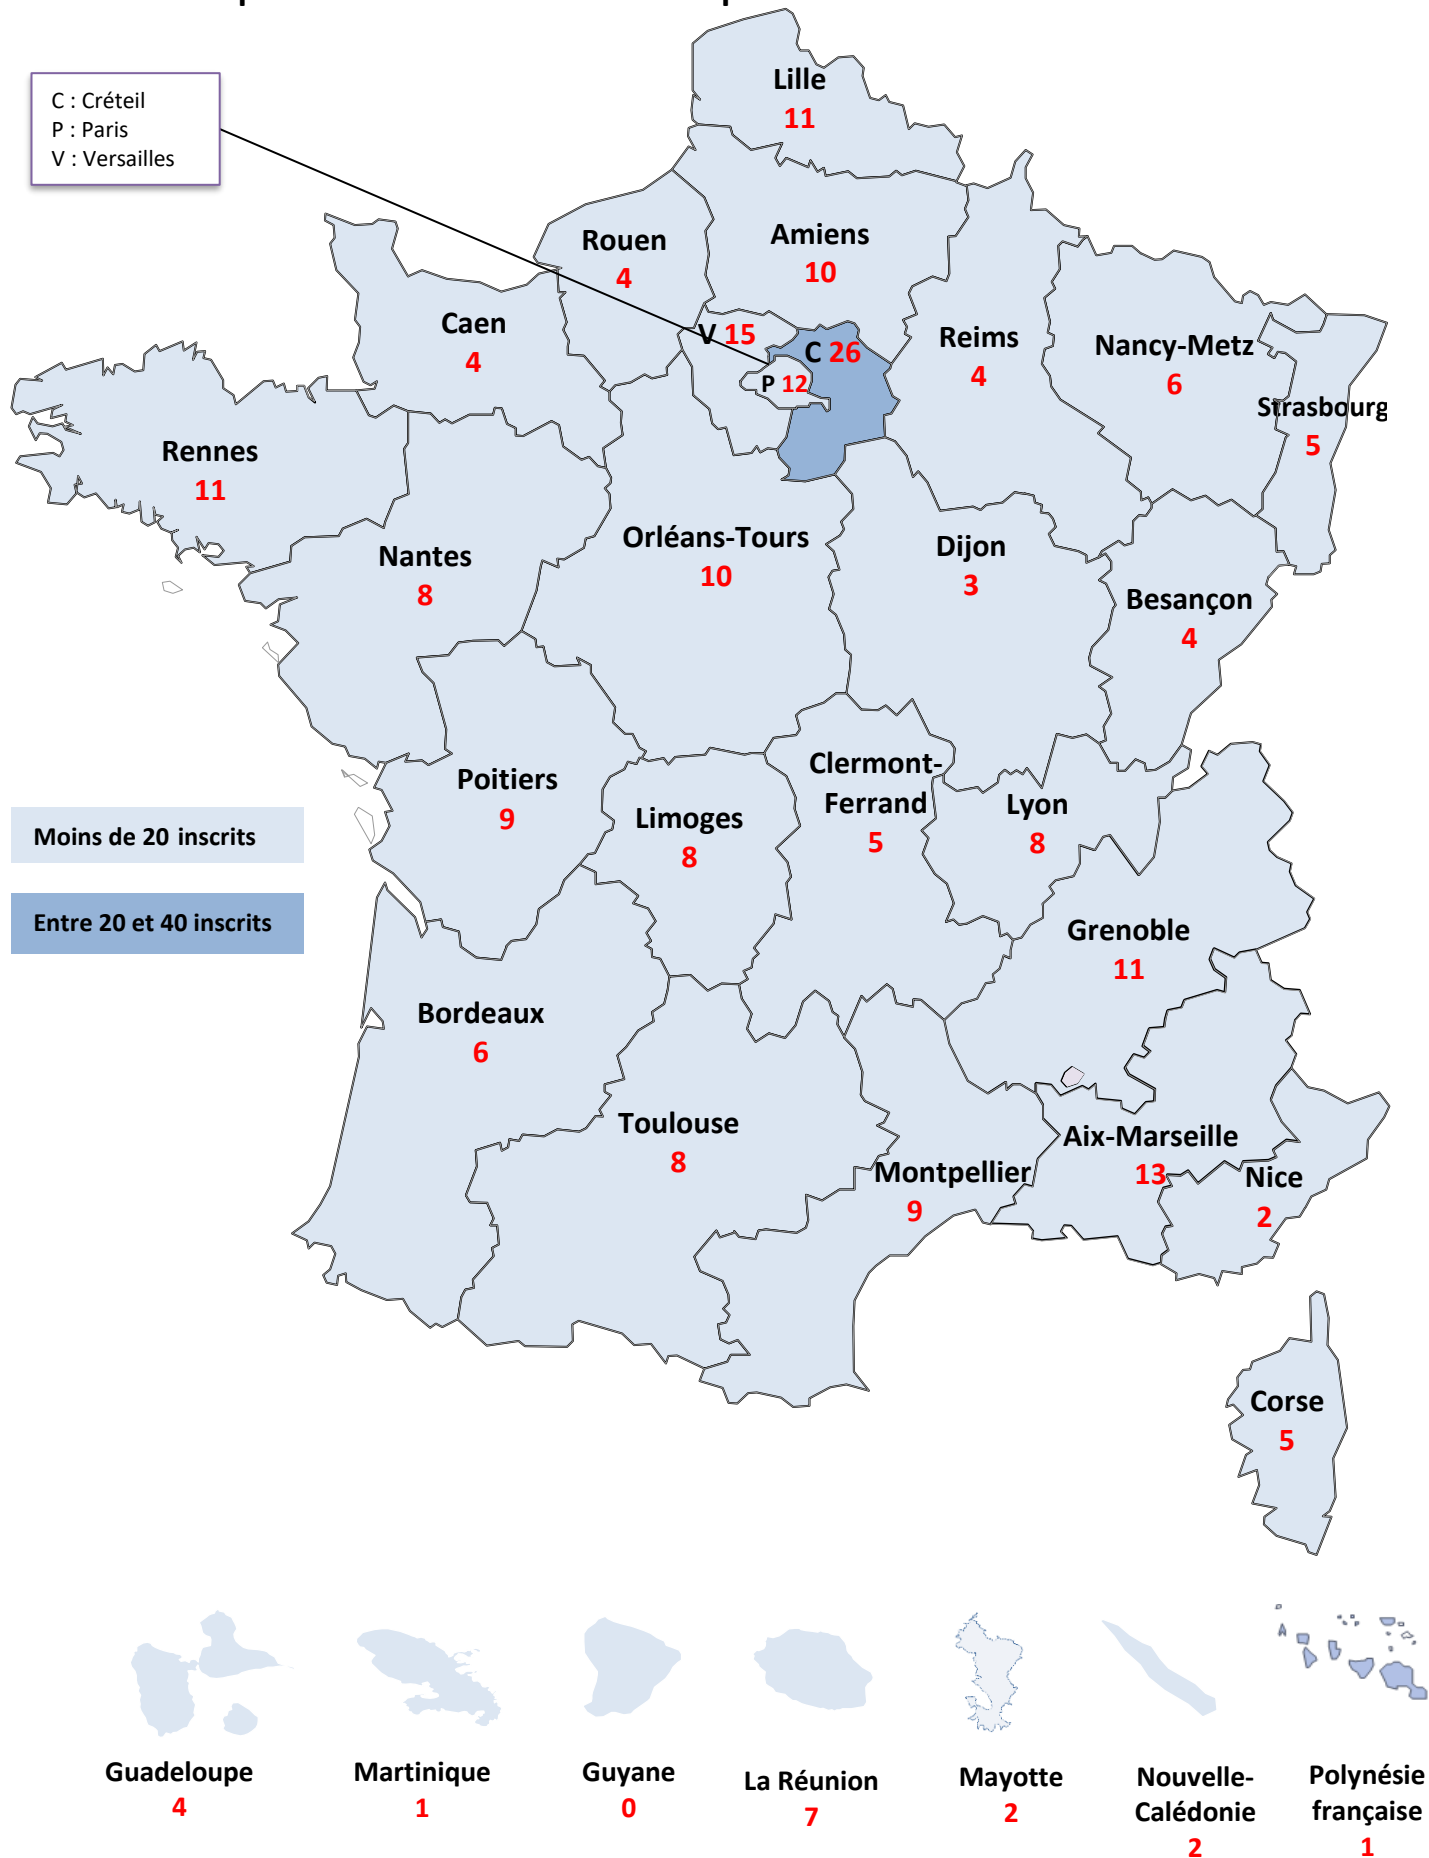 C : Créteil
P : Paris
V : Versailles
Lille
11
Rouen
4
Amiens
10
Caen
4
V 15
C 26
P 12
Reims
4
Nancy-Metz
6
Strasbourg
5
Rennes
11
Nantes
8
Orléans-Tours
10
Dijon
3
Besançon
4
Poitiers
9
Limoges
8
Clermont-
Ferrand
5
Lyon
8
Moins de 20 inscrits
Entre 20 et 40 inscrits
Grenoble
11
Bordeaux
6
Toulouse
8
Montpellier
9
Aix-Marseille
13
Nice
2
Corse
5
Guadeloupe
4
Martinique
1
Guyane
0
La Réunion
7
Mayotte
2
Nouvelle-
Calédonie
2
Polynésie
française
1